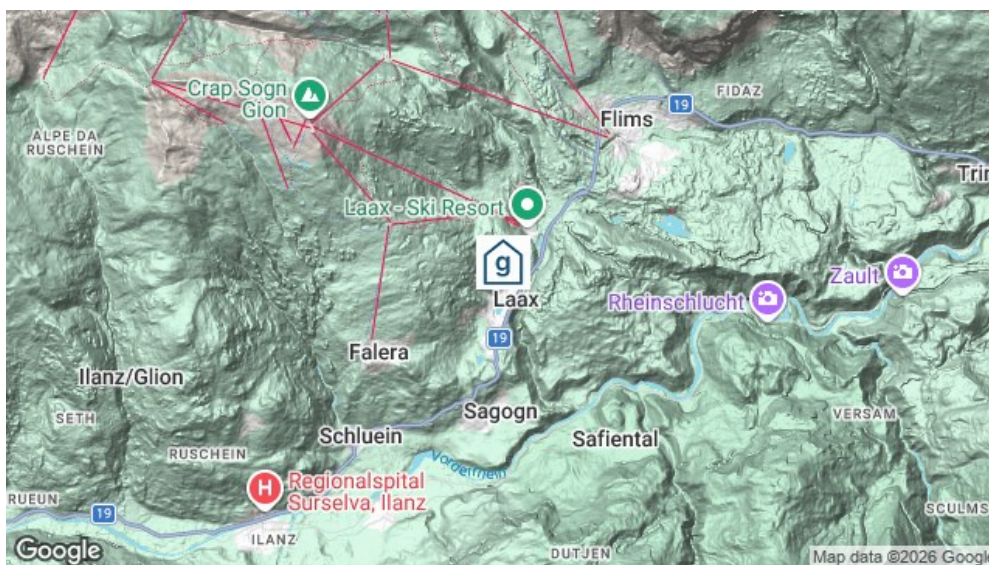 Crap Sogn
Gion
19
FIDAZ
Flims
ALPE DA
RUSCHEIN
Trin
Laax - Ski Resort
g
Zault
Laax
Rheinschlucht
19
Falera
Ilanz/Glion
Sagogn
SETH
VERSAM
Schluein
Safiental
RUSCHEIN
Vorderrhein
H
Regionalspital
Surselva, Ilanz
RUEUN
19
SCULMS
ILANZ
Google
DUTJEN
Map data ©2026 Google